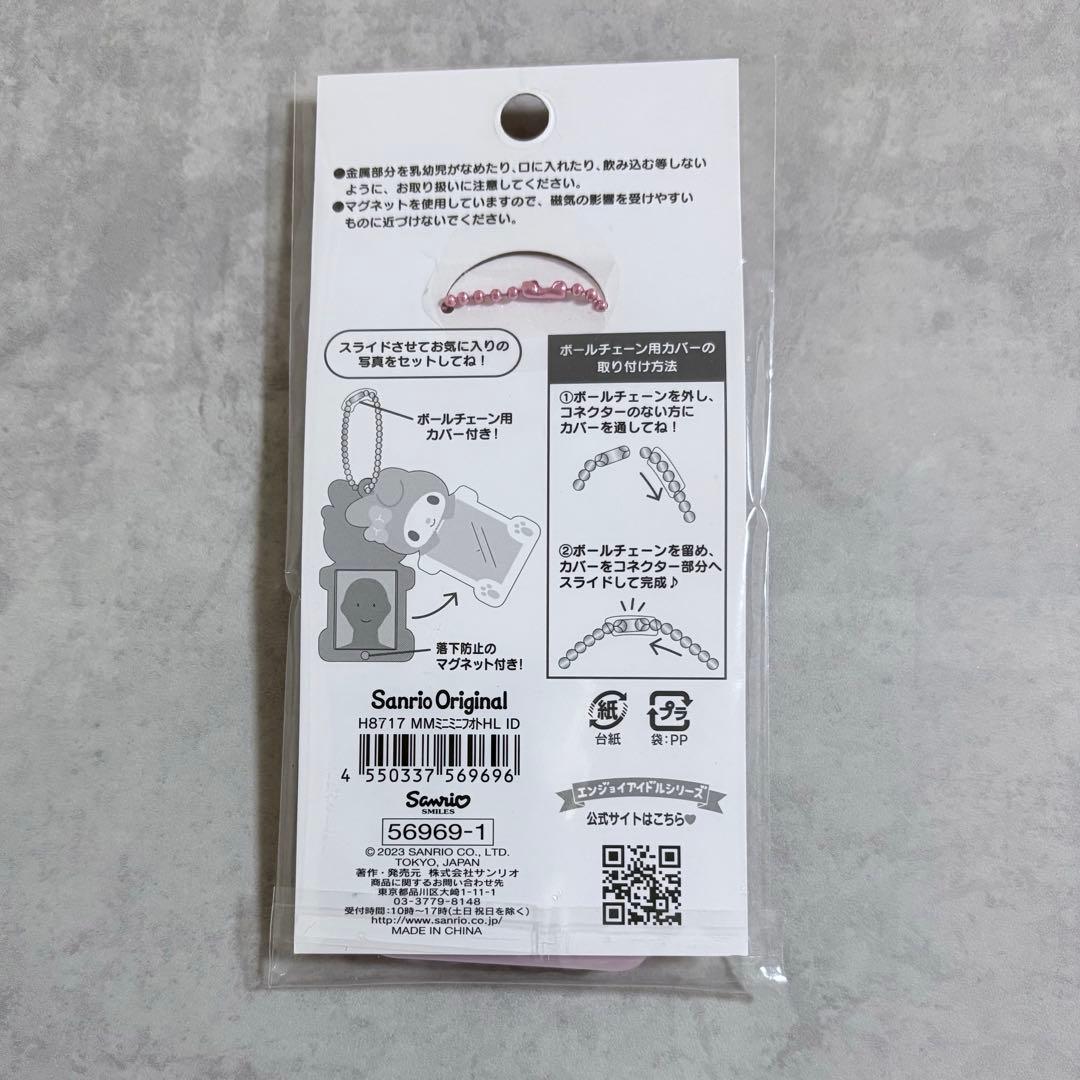 ●金属部分を乳幼児がなめたり、口に入れたり、飲み込む等しない
ように、お取り扱いに注意してください。
●マグネットを使用していますので、磁気の影響を受けやすい
ものに近づけないでください。
スライドさせてお気に入りの
写真をセットしてね!
ボールチェーン用
カバー付き!
落下防止の
マグネット付き!
ボールチェーン用カバーの
取り付け方法
①ボールチェーンを外し、
コネクターのない方に
カバーを通してね!
②ボールチェーンを留め、
カバーをコネクター部分へ
スライドして完成♪
Sanrio Original
H8717 MMミニミニフォトHL ID
4 550337 569696
Sanrio
SMILES
56969-1
© 2023 SANRIO CO., LTD.
TOKYO, JAPAN
著作・発売元 株式会社サンリオ
商品に関するお問い合わせ先
東京都品川区大崎1-11-1
03-3779-8148
受付時間:10時〜17時(土日祝日を除く)
http://www.sanrio.co.jp/
MADE IN CHINA
紙
台紙
プラ
袋:PP
エンジョイアイドルシリーズ
公式サイトはこちら♥